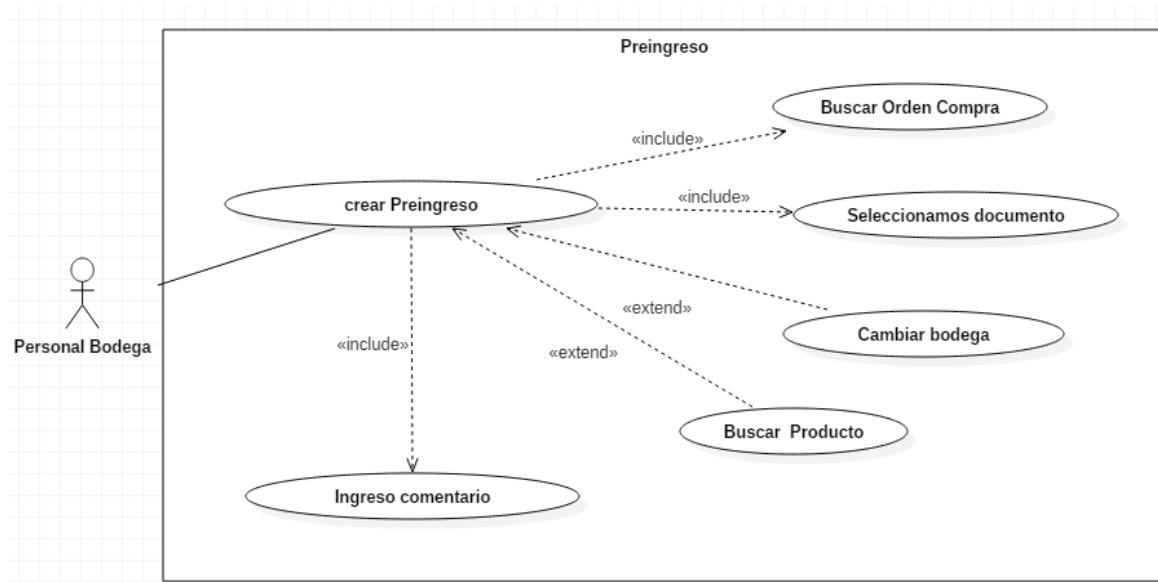 Preingreso
Buscar Orden Compra
«include»
crear Preingreso
«include»
Seleccionamos documento
«extend»
Cambiar bodega
Personal Bodega
«include»
«extend»
Buscar Producto
Ingreso comentario